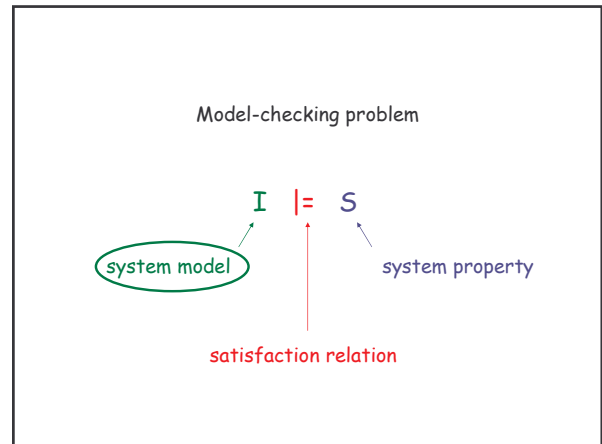 Model-checking problem
I |= S
system model system property
satisfaction relation